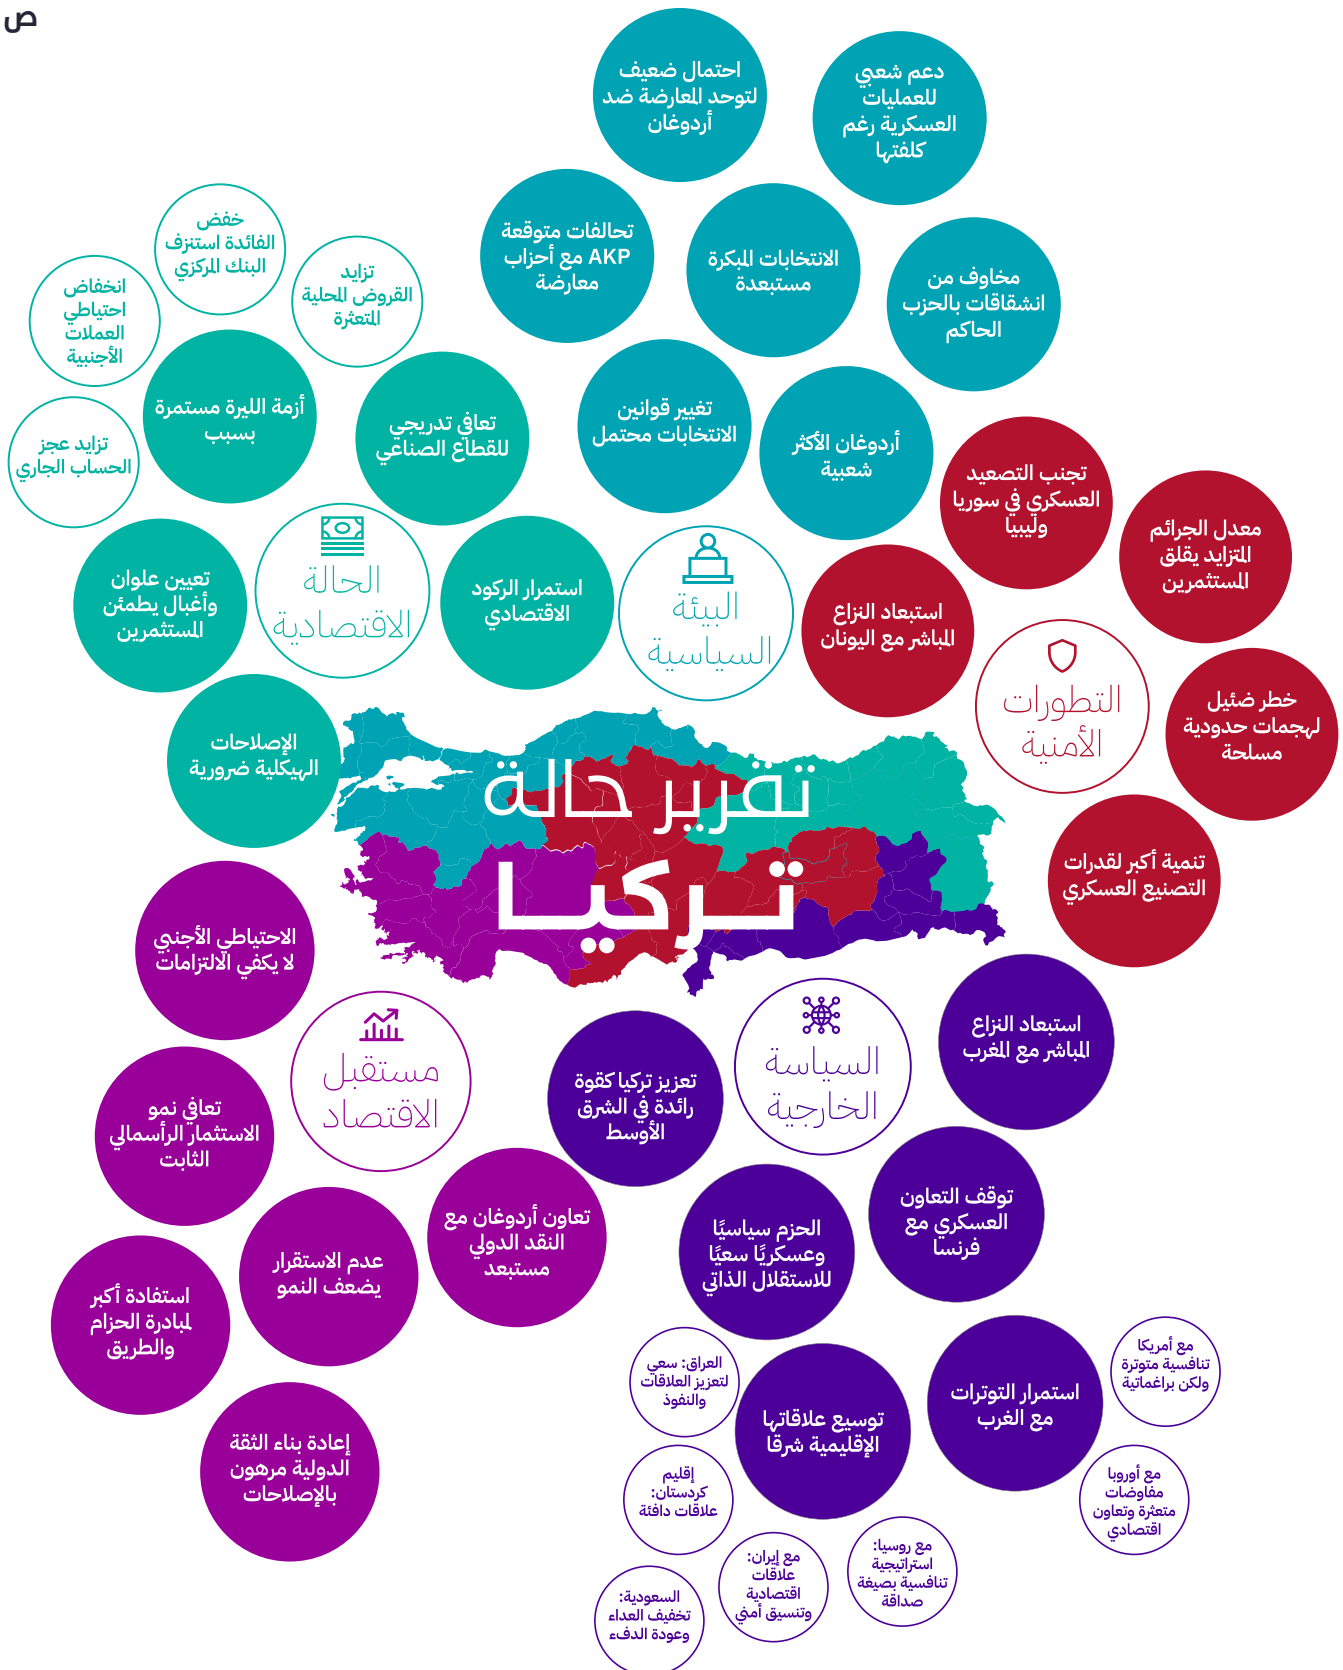 ص
تقرير حالة
تركيا
البيئة
السياسية
احتمال ضعيف
لتوحد المعارضة ضد
أردوغان
دعم شعبي
للعمليات
العسكرية رغم
كلفتها
تحالفات متوقعة
AKP مع أحزاب
معارضة
الانتخابات المبكرة
مستبعدة
مخاوف من
انشقاقات بالحزب
الحاكم
تغيير قوانين
الانتخابات محتمل
أردوغان الأكثر
شعبية
التطورات
الأمنية
تجنب التصعيد
العسكري في سوريا
وليبيا
معدل الجرائم
المتزايد يقلق
المستثمرين
استبعاد النزاع
المباشر مع اليونان
خطر ضئيل
لهجمات حدودية
مسلحة
تنمية أكبر لقدرات
التصنيع العسكري
الحالة
الاقتصادية
خفض
الفائدة استنزف
البنك المركزي
تزايد
القروض المحلية
المتعثرة
انخفاض
احتياطي
العملات
الأجنبية
تزايد عجز
الحساب الجاري
أزمة الليرة مستمرة
بسبب
تعافي تدريجي
للقطاع الصناعي
تعيين علوان
وأغبال يطمئن
المستثمرين
استمرار الركود
الاقتصادي
الإصلاحات
الهيكلية ضرورية
السياسة
الخارجية
استبعاد النزاع
المباشر مع المغرب
تعزيز تركيا كقوة
رائدة في الشرق
الأوسط
توقف التعاون
العسكري مع
فرنسا
الحزم سياسيًا
وعسكريًا سعيًا
للاستقلال الذاتي
استمرار التوترات
مع الغرب
مع أمريكا
تنافسية متوترة
ولكن براغماتية
مع أوروبا
مفاوضات
متعثرة وتعاون
اقتصادي
توسيع علاقاتها
الإقليمية شرقا
العراق: سعي
لتعزيز العلاقات
والنفوذ
إقليم
كردستان:
علاقات دافئة
مع روسيا:
استراتيجية
تنافسية بصيغة
صداقة
مع إيران:
علاقات
اقتصادية
وتنسيق أمني
السعودية:
تخفيف العداء
وعودة الدفء
مستقبل
الاقتصاد
الاحتياطي الأجنبي
لا يكفي الالتزامات
تعافي نمو
الاستثمار الرأسمالي
الثابت
تعاون أردوغان مع
النقد الدولي
مستبعد
عدم الاستقرار
يضعف النمو
استفادة أكبر
لمبادرة الحزام
والطريق
إعادة بناء الثقة
الدولية مرهون
بالإصلاحات